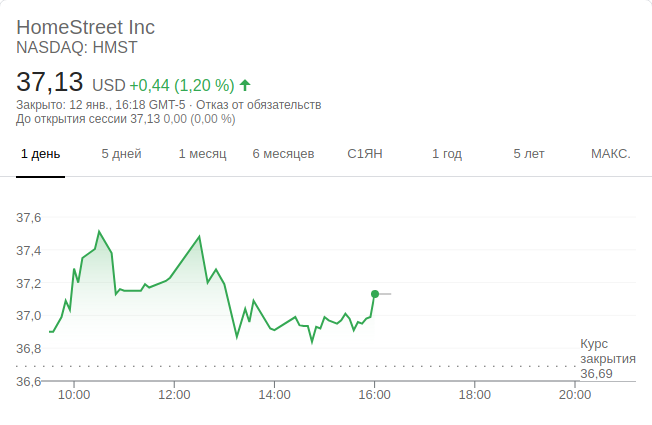 HomeStreet Inc
NASDAQ: HMST
37,13 USD +0,44 (1,20 %)
Закрыто: 12 янв., 16:18 GMT-5 · Отказ от обязательств
До открытия сессии 37,13 0,00 (0,00 %)
1 день 5 дней 1 месяц 6 месяцев С1ЯН 1 год 5 лет МАКС.
37,6
37,4
37,2
37,0
36,8
36,6
Курс
закрытия
36,69
10:00 12:00 14:00 16:00 18:00 20:00